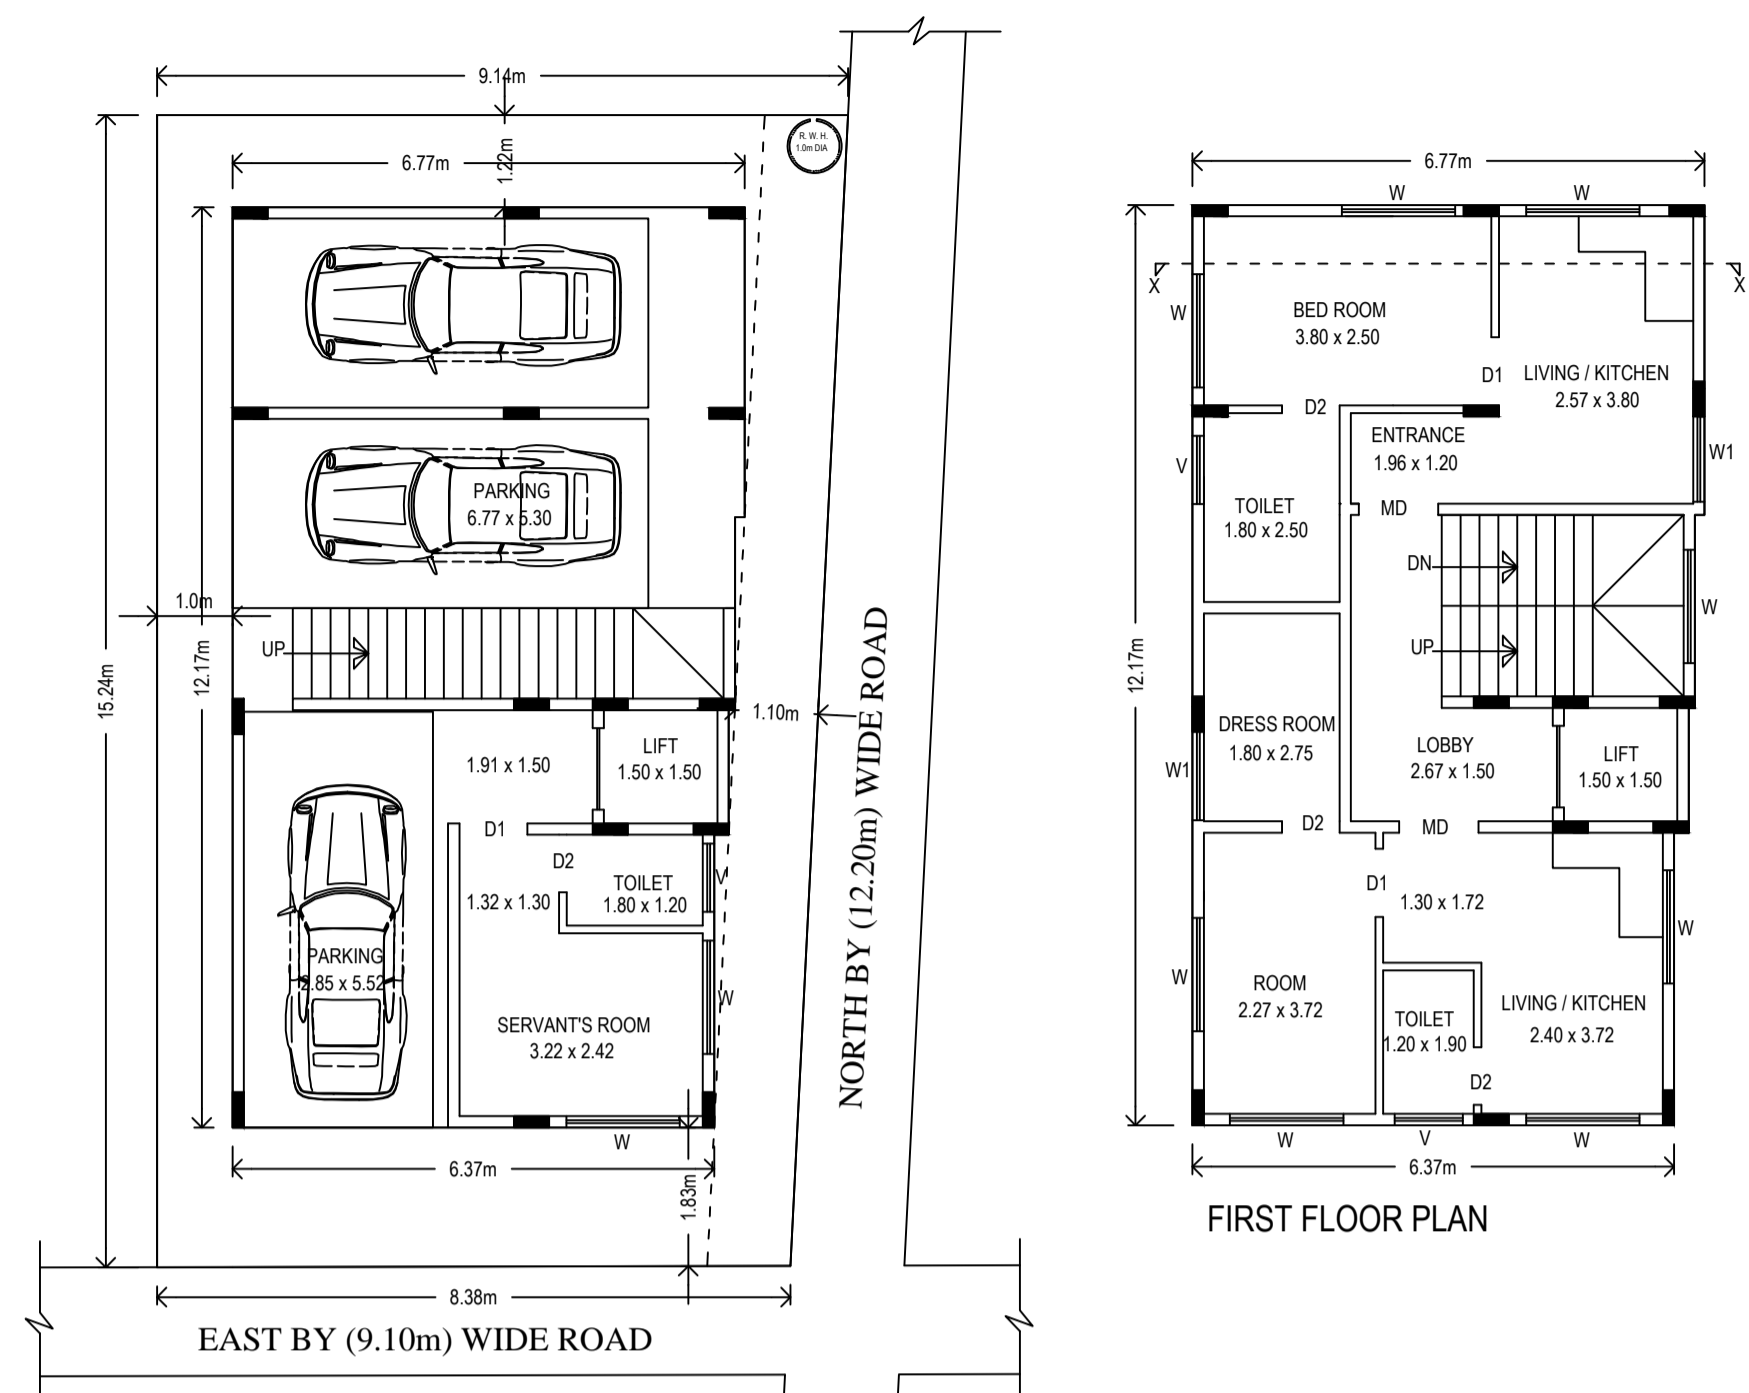 9.14m
R. W. H.
1.0m DIA
6.77m
1.22m
15.24m
12.17m
PARKING
6.77 x 5.30
1.0m
UP
1.10m
1.91 x 1.50
LIFT
1.50 x 1.50
D1
D2
TOILET
1.80 x 1.20
V
1.32 x 1.30
PARKING
2.85 x 5.52
W
SERVANT'S ROOM
3.22 x 2.42
W
6.37m
1.83m
8.38m
NORTH BY (12.20m) WIDE ROAD
EAST BY (9.10m) WIDE ROAD
6.77m
W
W
X
X
W
BED ROOM
3.80 x 2.50
D1
LIVING / KITCHEN
2.57 x 3.80
D2
ENTRANCE
1.96 x 1.20
W1
V
TOILET
1.80 x 2.50
MD
DN
W
UP
12.17m
DRESS ROOM
1.80 x 2.75
LOBBY
2.67 x 1.50
LIFT
1.50 x 1.50
W1
D2
MD
D1
1.30 x 1.72
W
W
ROOM
2.27 x 3.72
LIVING / KITCHEN
2.40 x 3.72
TOILET
1.20 x 1.90
D2
W
V
W
6.37m
FIRST FLOOR PLAN